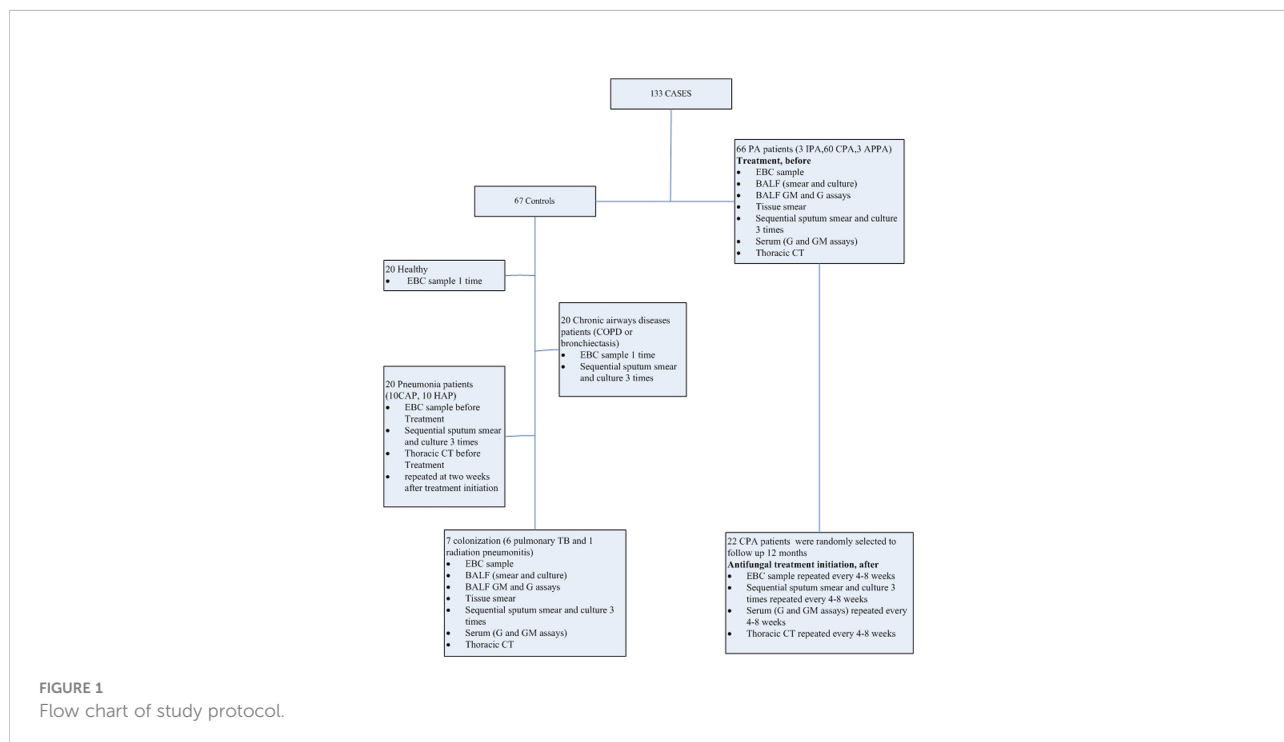 133 CASES
66 PA patients (3 IPA,60 CPA,3 APPA)
Treatment, before
• EBC sample
• BALF (smear and culture)
• BALF GM and G assays
• Tissue smear
• Sequential sputum smear and culture
3 times
• Serum (G and GM assays)
• Thoracic CT
67 Controls
20 Healthy
• EBC sample 1 time
20 Chronic airways diseases
patients (COPD or
bronchiectasis)
• EBC sample 1 time
• Sequential sputum smear
and culture 3 times
20 Pneumonia patients
(10CAP, 10 HAP)
• EBC sample before
Treatment
• Sequential sputum smear
and culture 3 times
• Thoracic CT before
Treatment
• repeated at two weeks
after treatment initiation
7 colonization (6 pulmonary TB and 1
radiation pneumonitis)
• EBC sample
• BALF (smear and culture)
• BALF GM and G assays
• Tissue smear
• Sequential sputum smear and culture 3
times
• Serum (G and GM assays)
• Thoracic CT
22 CPA patients were randomly selected to
follow up 12 months
Antifungal treatment initiation, after
• EBC sample repeated every 4-8 weeks
• Sequential sputum smear and culture 3
times repeated every 4-8 weeks
• Serum (G and GM assays) repeated every
4-8 weeks
• Thoracic CT repeated every 4-8 weeks
FIGURE 1
Flow chart of study protocol.